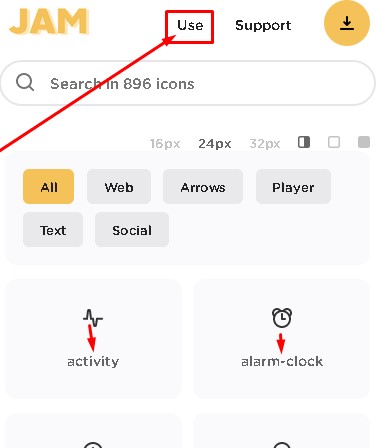 JAM
Use Support
Search in 896 icons
16px 24px 32px
All Web Arrows Player
Text Social
activity alarm-clock